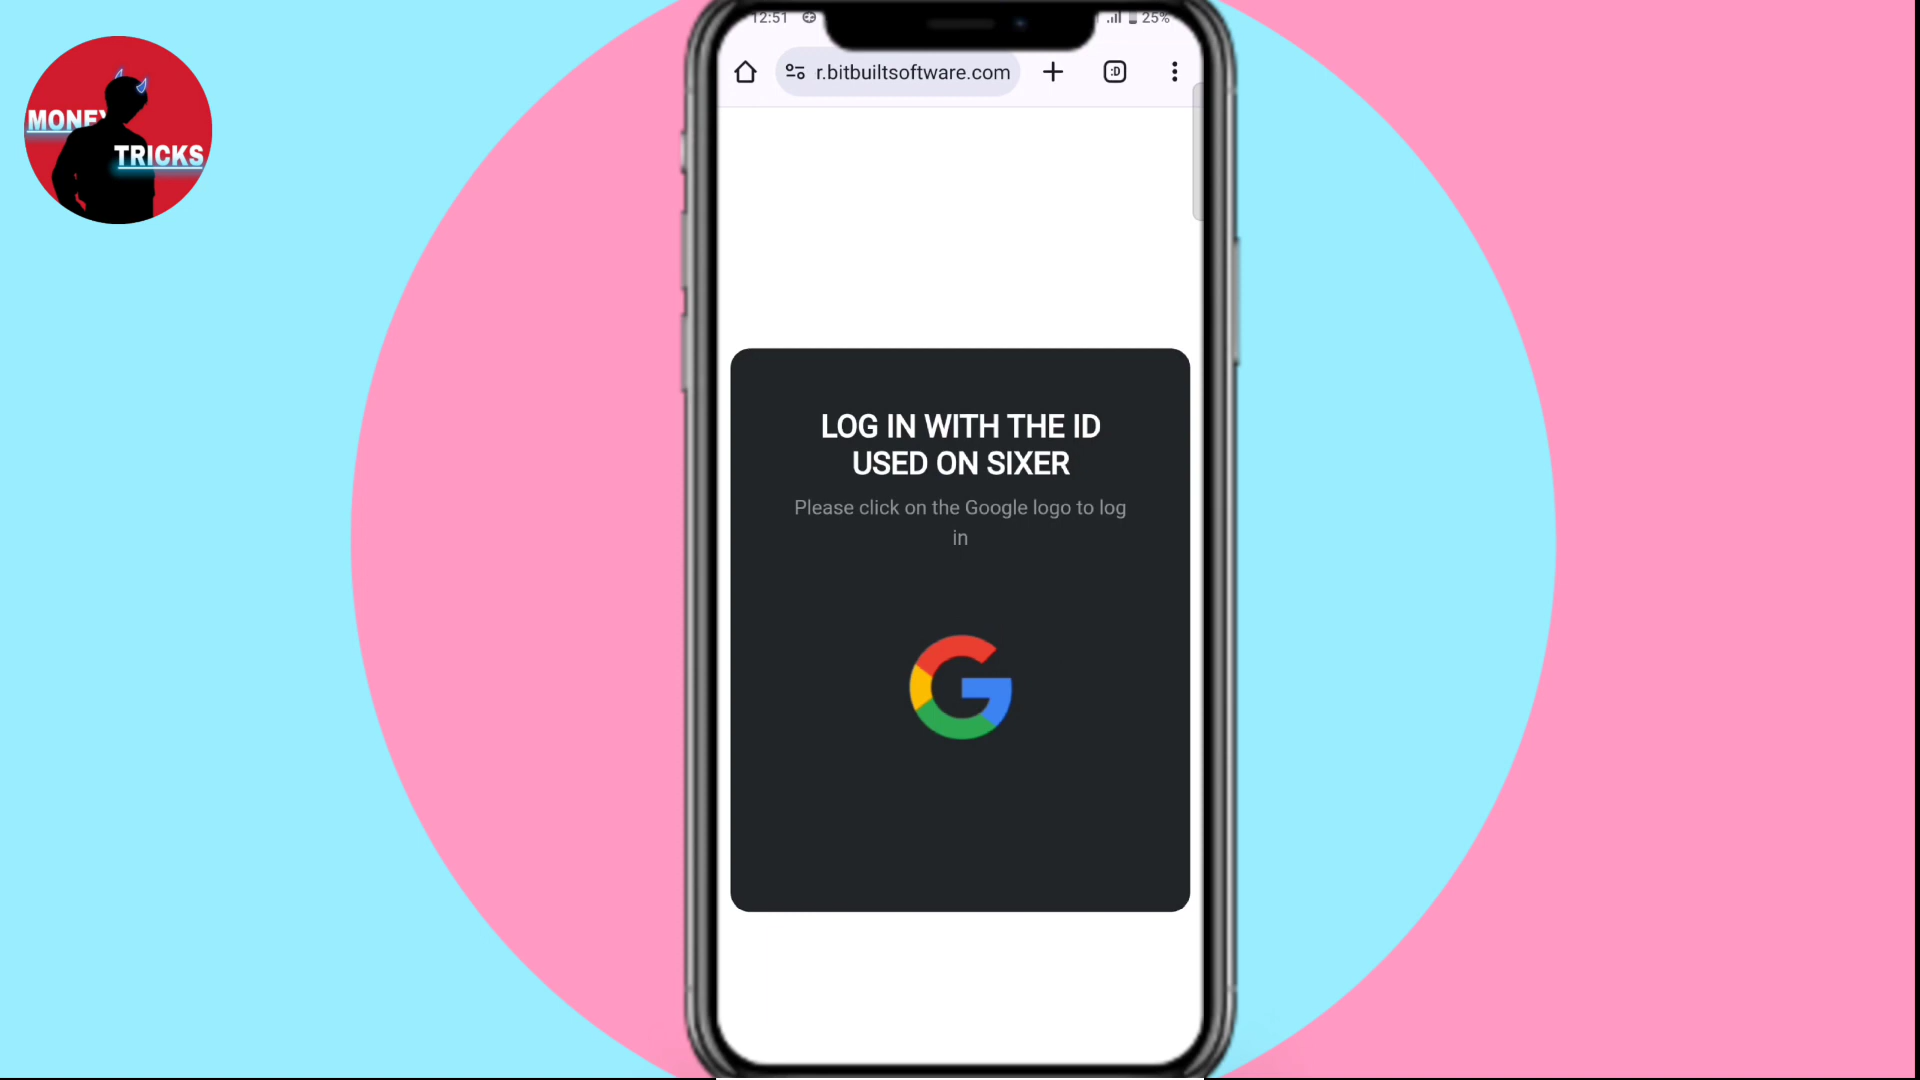 MONEY
TRICKS
12:51
25%
r.bitbuiltsoftware.com
:D
LOG IN WITH THE ID
USED ON SIXER
Please click on the Google logo to log
in